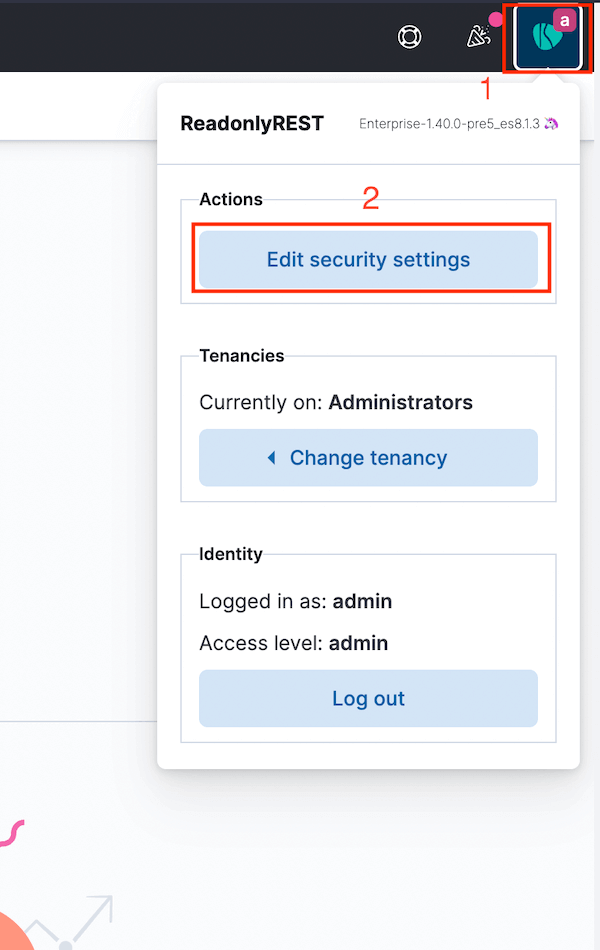 a
1
ReadonlyREST Enterprise-1.40.0-pre5_es8.1.3
Actions
2
Edit security settings
Tenancies
Currently on: Administrators
Change tenancy
Identity
Logged in as: admin
Access level: admin
Log out